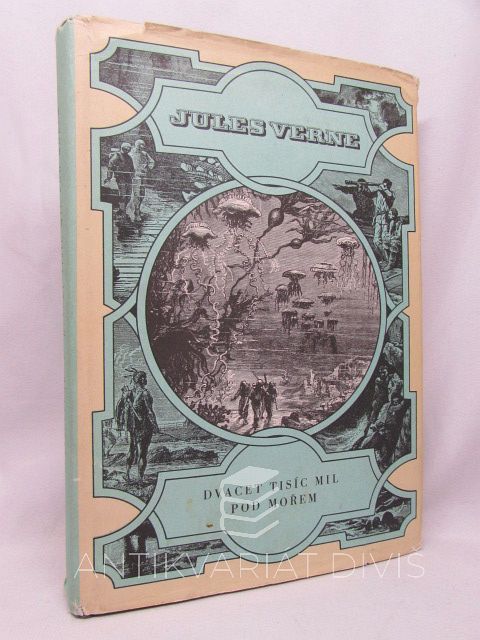 JULES VERNE
DVACET TISÍC MIL
POD MOŘEM
ANTIKVARIAT DIVIŠ